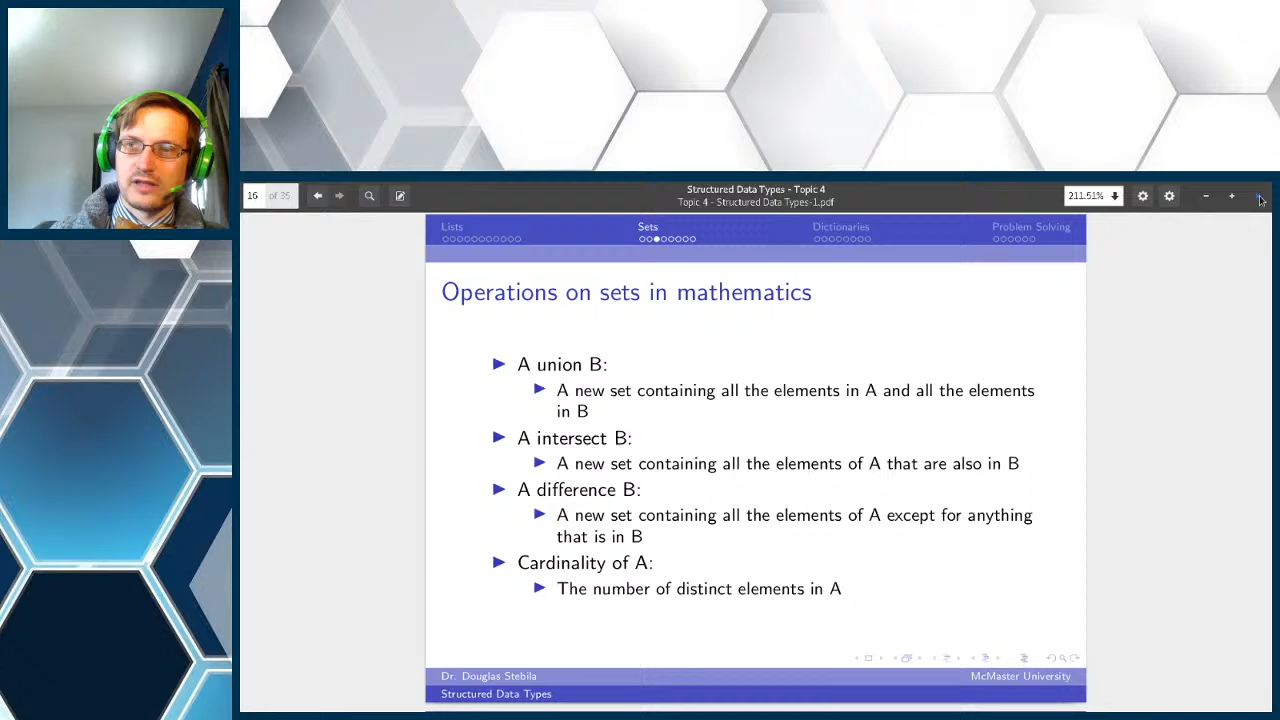 16 of 35
Structured Data Types - Topic 4
Topic 4 - Structured Data Types-1.pdf
211.51%
Lists
Sets
Dictionaries
Problem Solving
Operations on sets in mathematics
A union B:
A new set containing all the elements in A and all the elements
in B
A intersect B:
A new set containing all the elements of A that are also in B
A difference B:
A new set containing all the elements of A except for anything
that is in B
Cardinality of A:
The number of distinct elements in A
Dr. Douglas Stebila
McMaster University
Structured Data Types